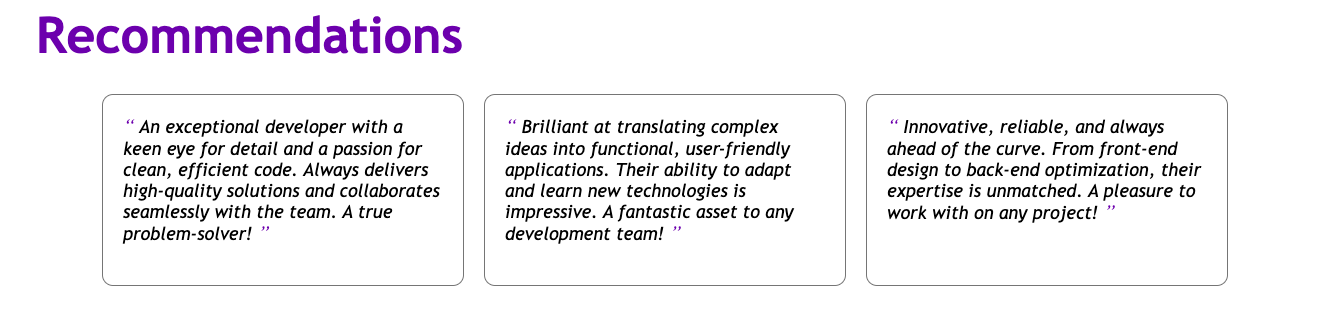 Recommendations
“ An exceptional developer with a
keen eye for detail and a passion for
clean, efficient code. Always delivers
high-quality solutions and collaborates
seamlessly with the team. A true
problem-solver! ”
“ Brilliant at translating complex
ideas into functional, user-friendly
applications. Their ability to adapt
and learn new technologies is
impressive. A fantastic asset to any
development team! ”
“ Innovative, reliable, and always
ahead of the curve. From front-end
design to back-end optimization, their
expertise is unmatched. A pleasure to
work with on any project! ”